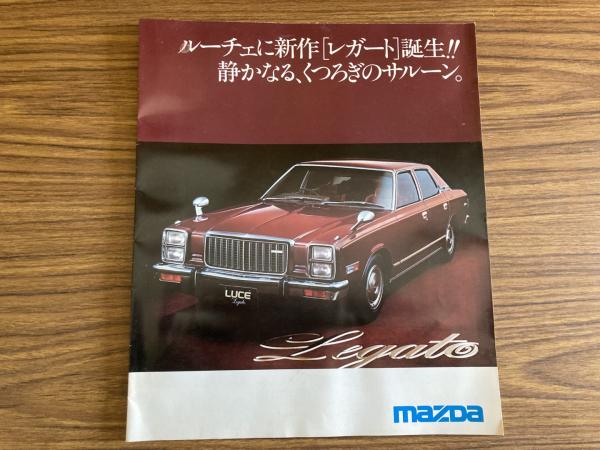 ルーチェに新作[レガート]誕生!!
静かなる、くつろぎのサルーン。
LUCE
Legato
Legato
mazda